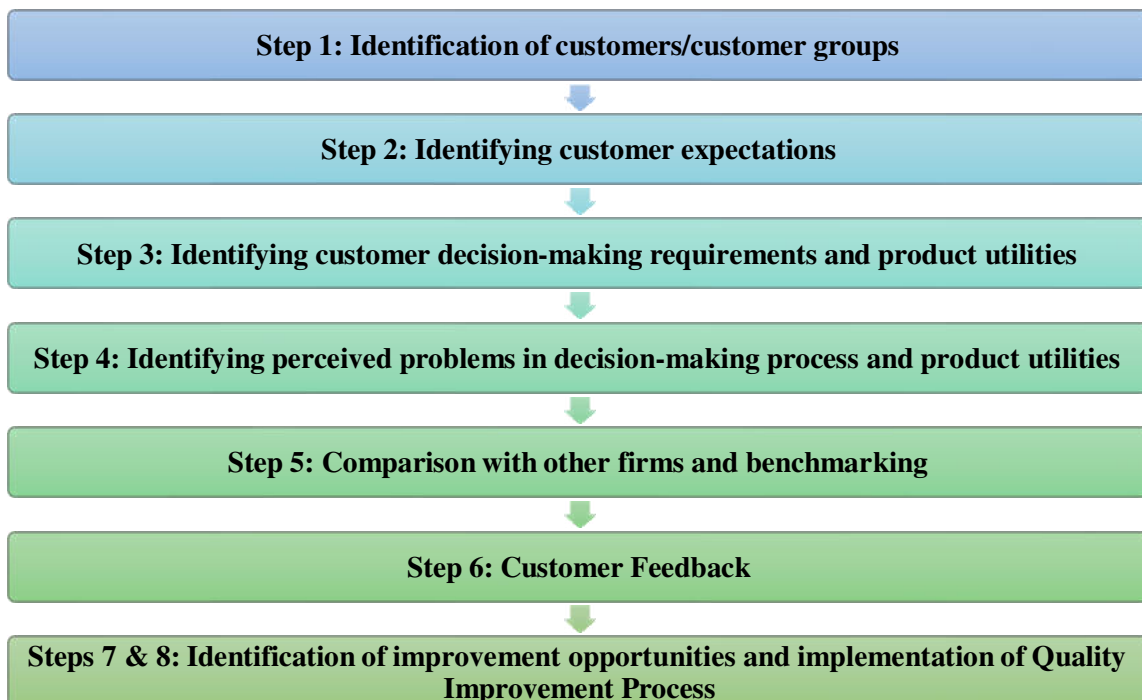 Step 1: Identification of customers/customer groups
Step 2: Identifying customer expectations
Step 3: Identifying customer decision-making requirements and product utilities
Step 4: Identifying perceived problems in decision-making process and product utilities
Step 5: Comparison with other firms and benchmarking
Step 6: Customer Feedback
Steps 7 & 8: Identification of improvement opportunities and implementation of Quality
Improvement Process